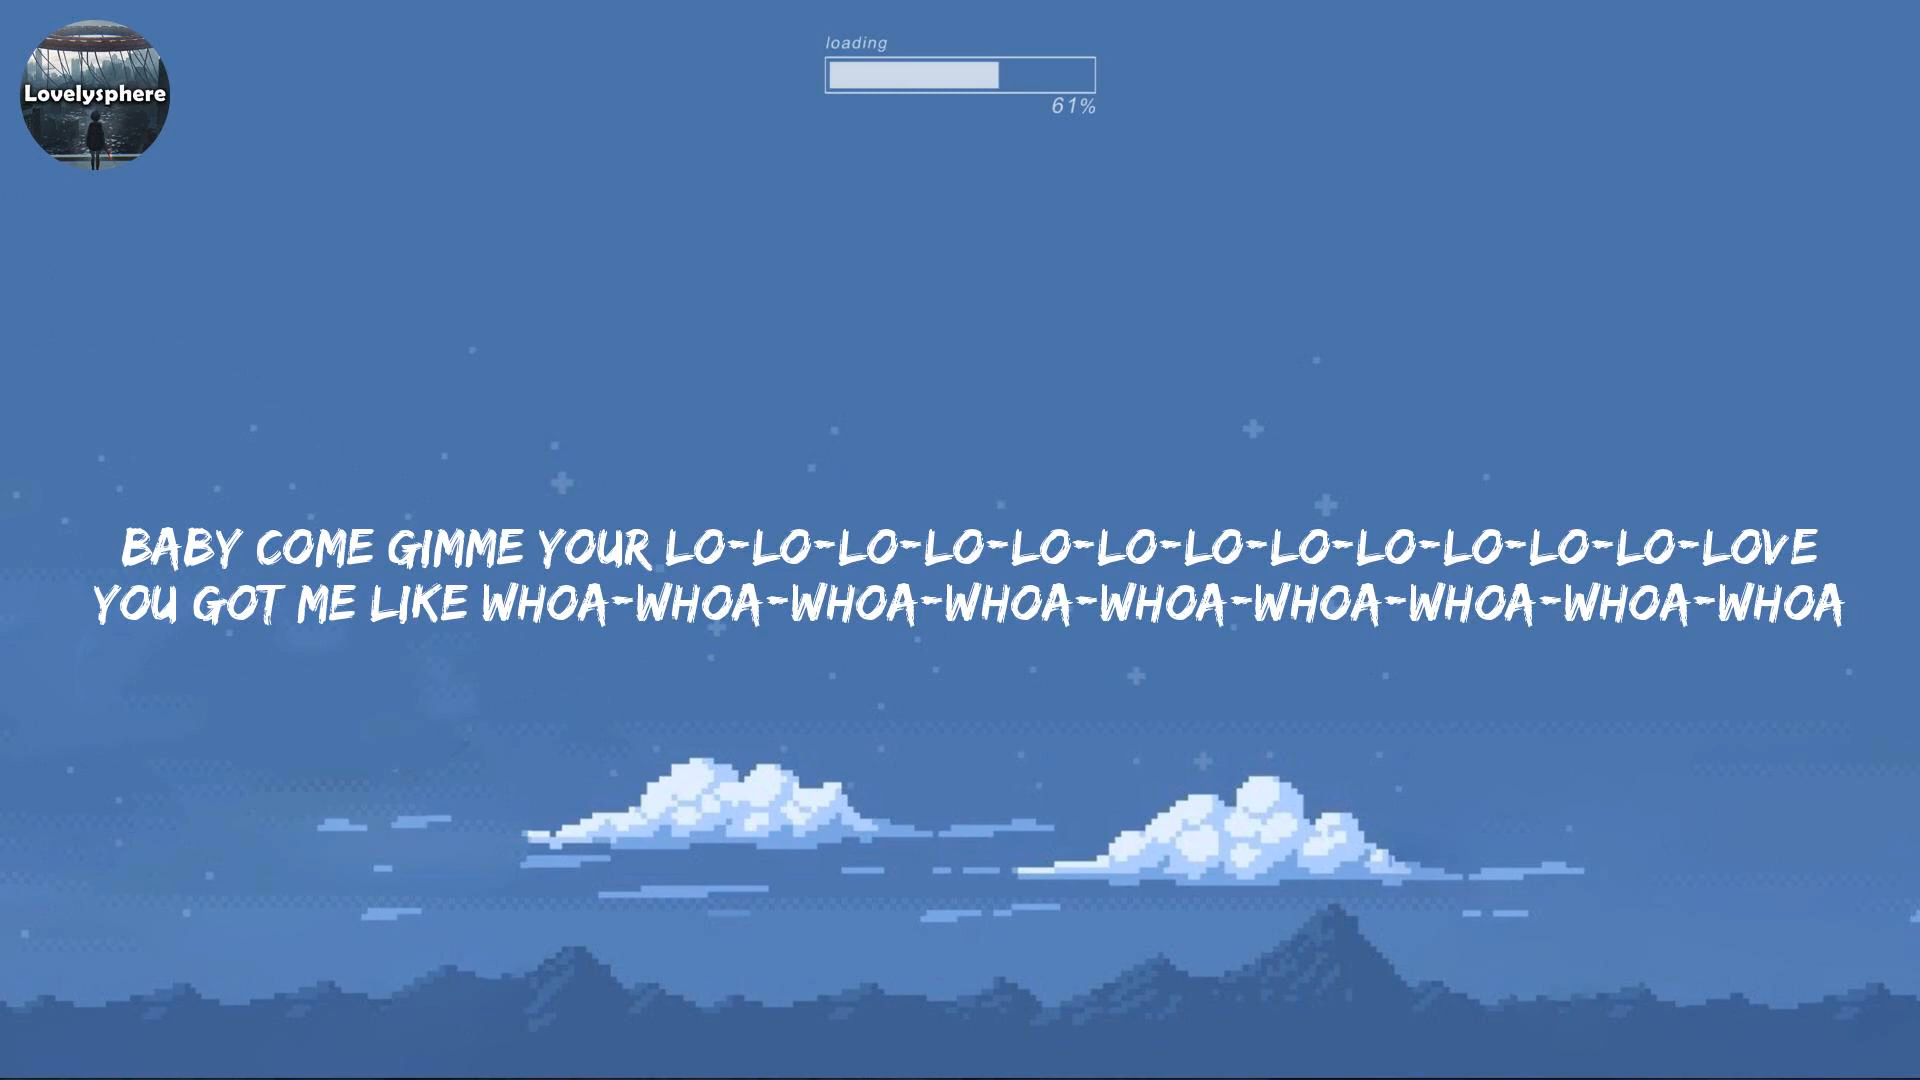 Lovelysphere
loading
61%
BABY COME GIMME YOUR LO-LO-LO-LO-LO-LO-LO-LO-LO-LO-LO-LO-LOVE
YOU GOT ME LIKE WHOA-WHOA-WHOA-WHOA-WHOA-WHOA-WHOA-WHOA-WHOA